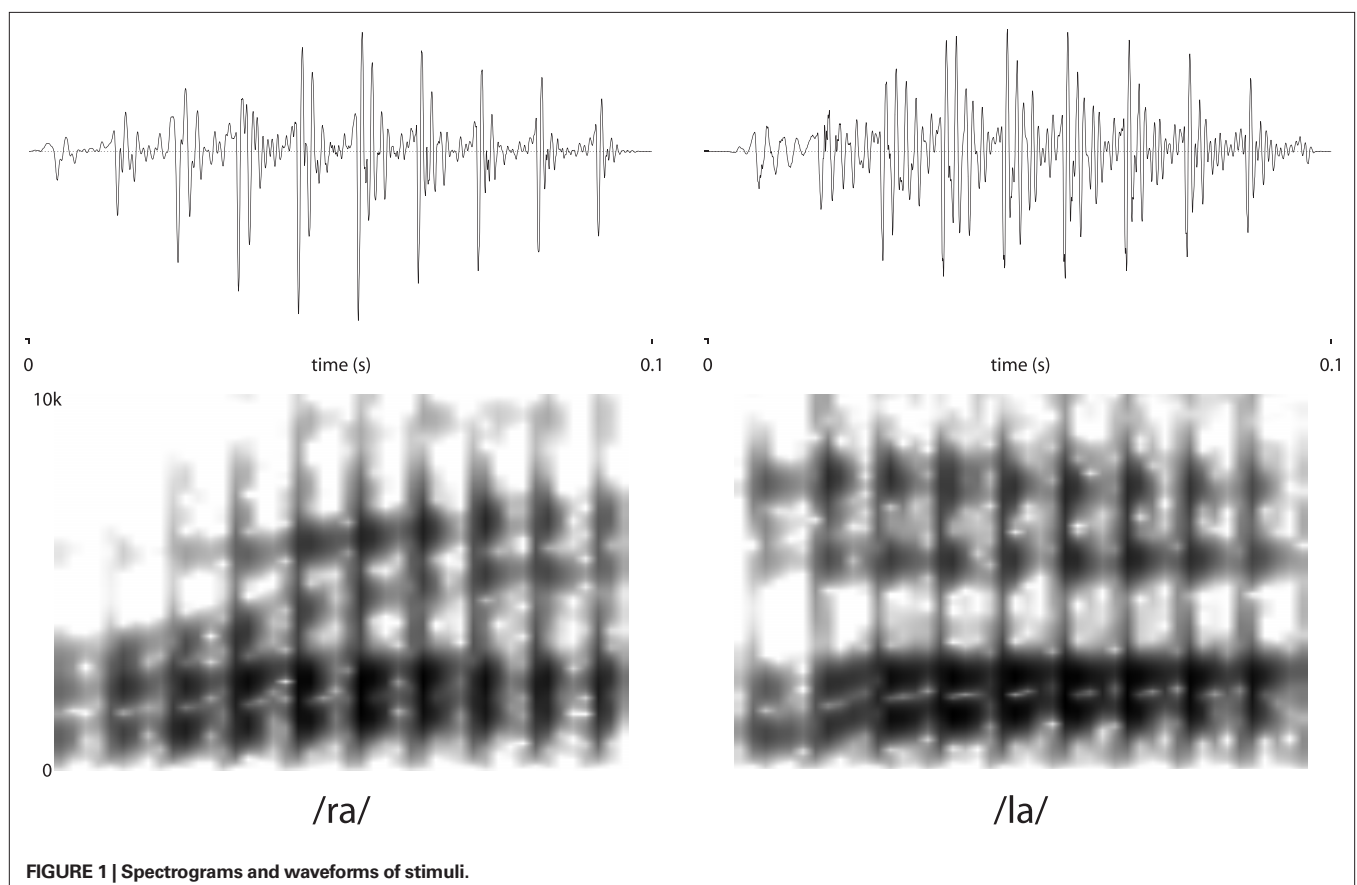 0 time (s) 0.1 0 time (s) 0.1
10k
0
/ra/ /la/
FIGURE 1 | Spectrograms and waveforms of stimuli.